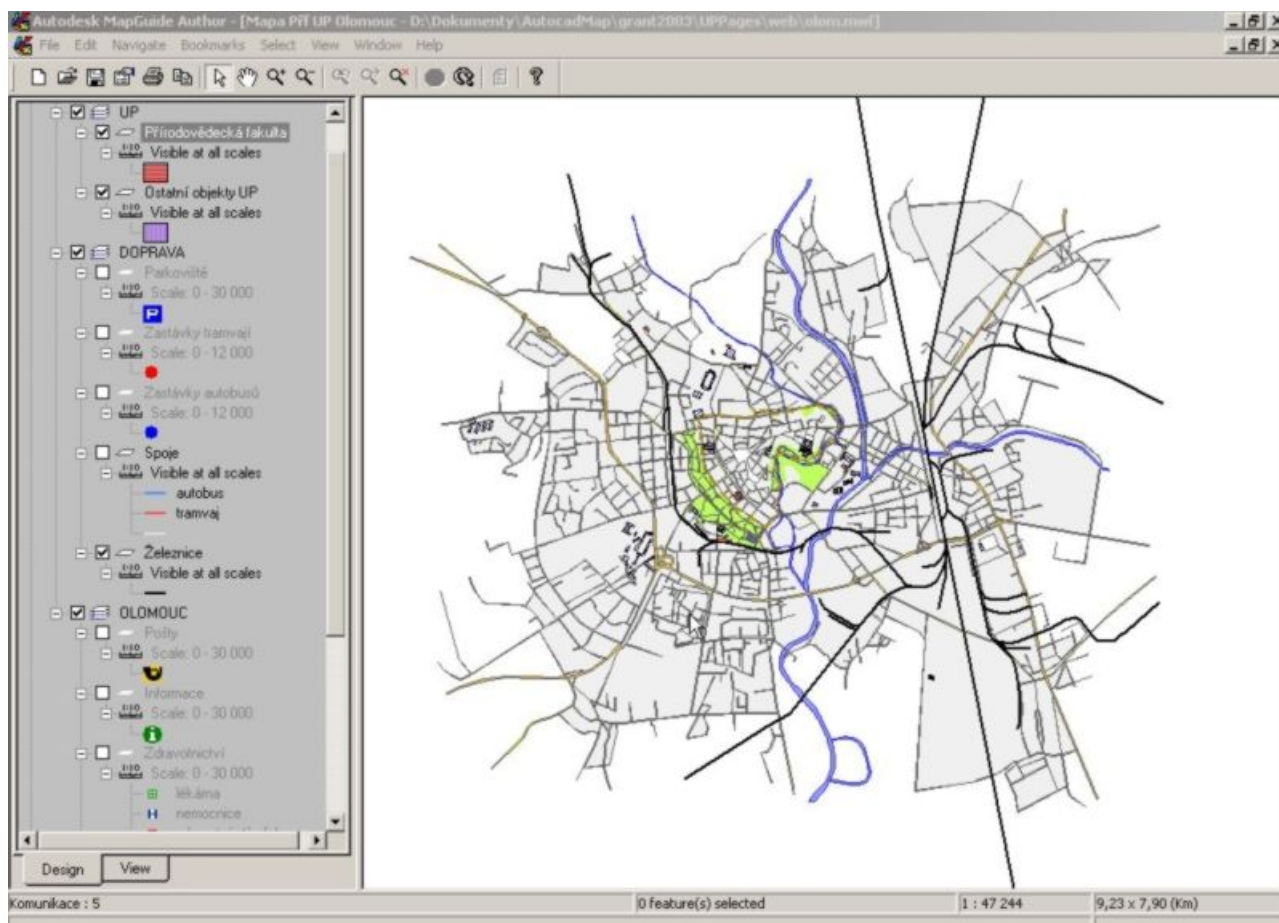 Autodesk MapGuide Author - [Mapa PřF UP Olomouc - D:\Dokumenty\AutocadMap\grant2003\UPPages\web\olom.mwf]
File Edit Navigate Bookmarks Select View Window Help
UP
Přírodovědecká fakulta
Visible at all scales
Ostatní objekty UP
Visible at all scales
DOPRAVA
Parkoviště
Scale: 0 - 30 000
P
Zastávky tramvají
Scale: 0 - 12 000
Zastávky autobusů
Scale: 0 - 12 000
Spoje
Visible at all scales
autobus
tramvaj
Železnice
Visible at all scales
OLOMOUC
Pošty
Scale: 0 - 30 000
Informace
Scale: 0 - 30 000
Zdravotnictví
Scale: 0 - 30 000
lékárna
H nemocnice
Design View
Komunikace : 5 0 feature(s) selected 1 : 47 244 9,23 x 7,90 (Km)